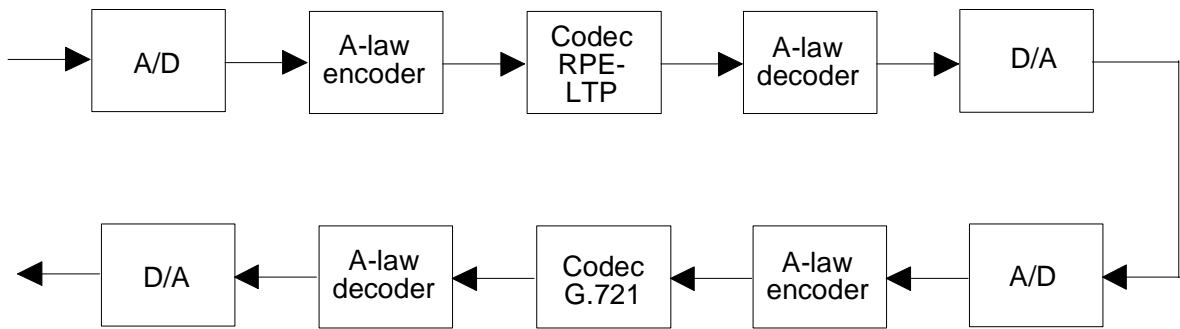 A/D
A-law
encoder
Codec
RPE-
LTP
A-law
decoder
D/A
D/A
A-law
decoder
Codec
G.721
A-law
encoder
A/D